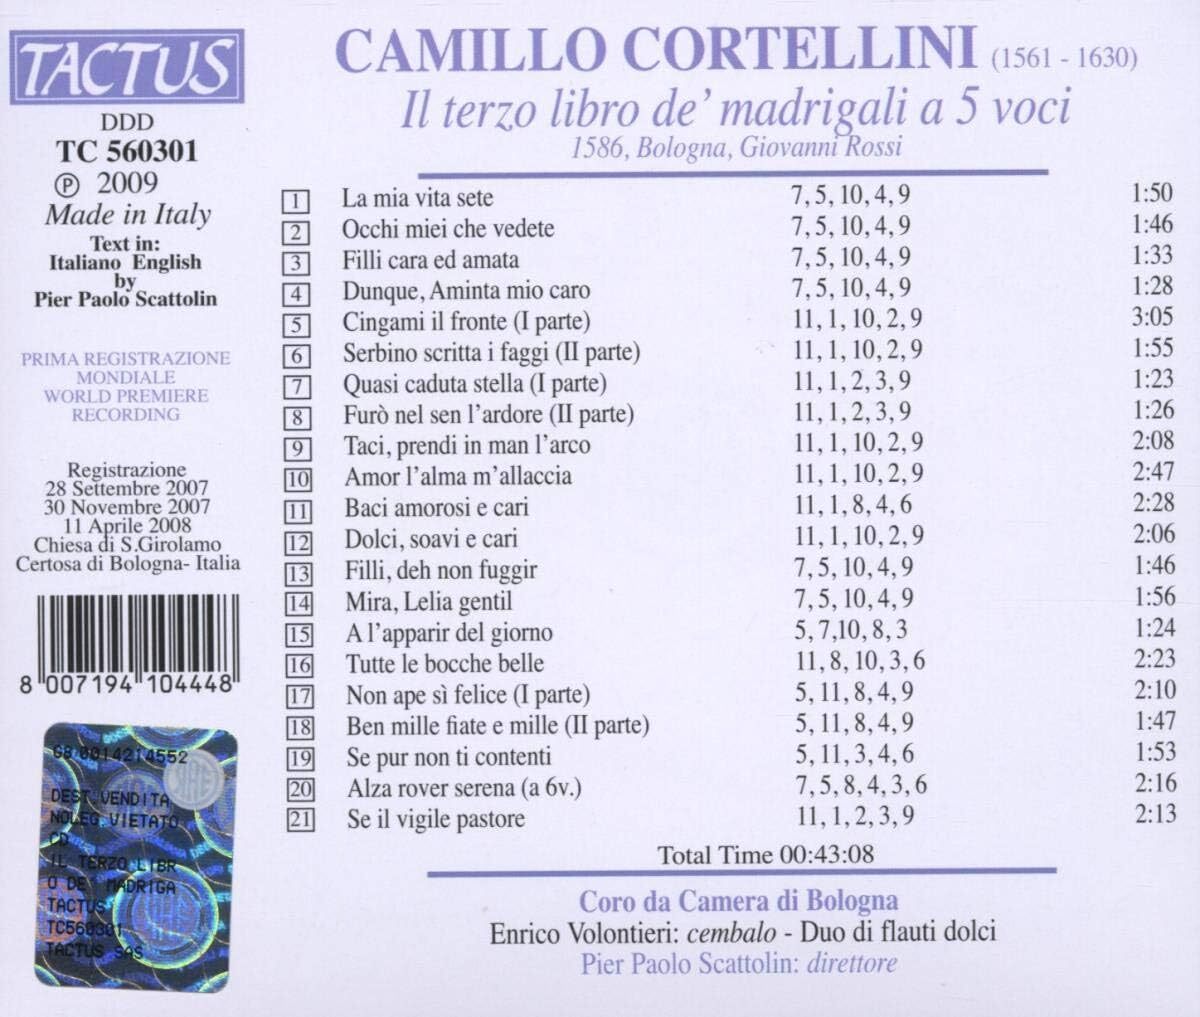 TACTUS
DDD
TC 560301
℗ 2009
Made in Italy
Text in:
Italiano English
by
Pier Paolo Scattolin
PRIMA REGISTRAZIONE
MONDIALE
WORLD PREMIERE
RECORDING
Registrazione
28 Settembre 2007
30 Novembre 2007
11 Aprile 2008
Chiesa di S.Girolamo
Certosa di Bologna- Italia
8 007194 104448
G8 0014214552
DEST.VENDITA
NOLEG.VIETATO
CD
IL TERZO LIBR
O DE' MADRIGA
TACTUS
TC560301
TACTUS SAS
CAMILLO CORTELLINI (1561 - 1630)
Il terzo libro de' madrigali a 5 voci
1586, Bologna, Giovanni Rossi
1 La mia vita sete 7, 5, 10, 4, 9 1:50
2 Occhi miei che vedete 7, 5, 10, 4, 9 1:46
3 Filli cara ed amata 7, 5, 10, 4, 9 1:33
4 Dunque, Aminta mio caro 7, 5, 10, 4, 9 1:28
5 Cingami il fronte (I parte) 11, 1, 10, 2, 9 3:05
6 Serbino scritta i faggi (II parte) 11, 1, 10, 2, 9 1:55
7 Quasi caduta stella (I parte) 11, 1, 2, 3, 9 1:23
8 Furò nel sen l'ardore (II parte) 11, 1, 2, 3, 9 1:26
9 Taci, prendi in man l'arco 11, 1, 10, 2, 9 2:08
10 Amor l'alma m'allaccia 11, 1, 10, 2, 9 2:47
11 Baci amorosi e cari 11, 1, 8, 4, 6 2:28
12 Dolci, soavi e cari 11, 1, 10, 2, 9 2:06
13 Filli, deh non fuggir 7, 5, 10, 4, 9 1:46
14 Mira, Lelia gentil 7, 5, 10, 4, 9 1:56
15 A l'apparir del giorno 5, 7,10, 8, 3 1:24
16 Tutte le bocche belle 11, 8, 10, 3, 6 2:23
17 Non ape sì felice (I parte) 5, 11, 8, 4, 9 2:10
18 Ben mille fiate e mille (II parte) 5, 11, 8, 4, 9 1:47
19 Se pur non ti contenti 5, 11, 3, 4, 6 1:53
20 Alza rover serena (a 6v.) 7, 5, 8, 4, 3, 6 2:16
21 Se il vigile pastore 11, 1, 2, 3, 9 2:13
Total Time 00:43:08
Coro da Camera di Bologna
Enrico Volontieri: cembalo - Duo di flauti dolci
Pier Paolo Scattolin: direttore